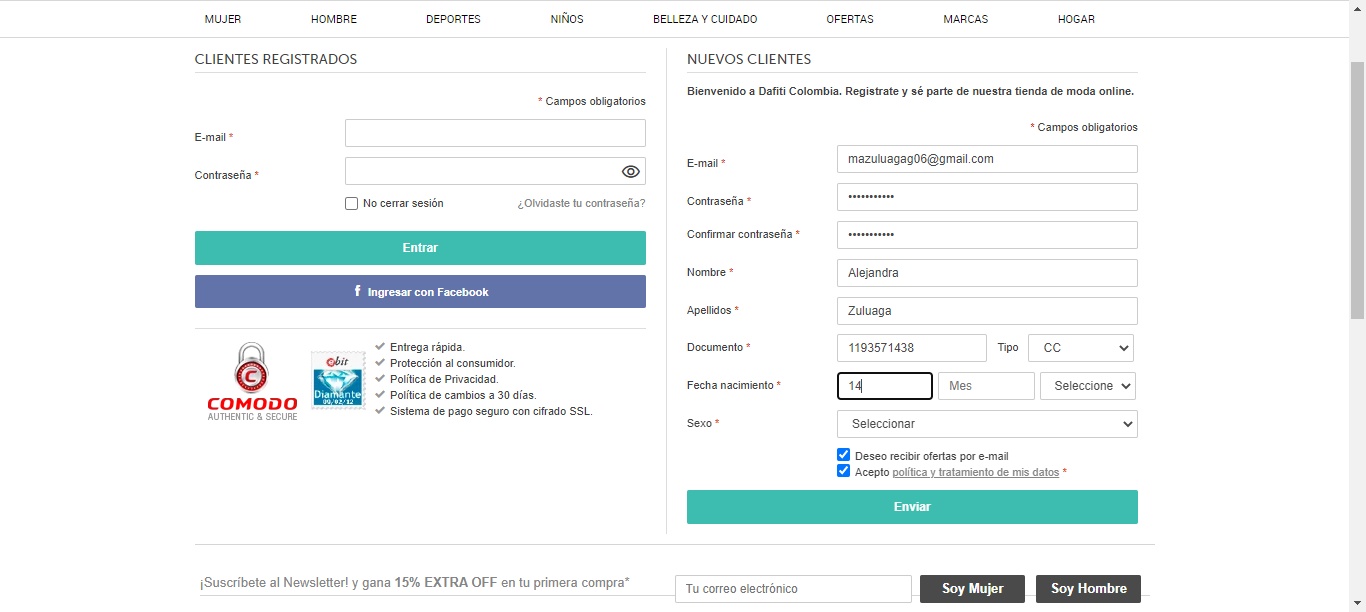 MUJER HOMBRE DEPORTES NIÑOS BELLEZA Y CUIDADO OFERTAS MARCAS HOGAR
CLIENTES REGISTRADOS
* Campos obligatorios
E-mail *
Contraseña *
No cerrar sesión ¿Olvidaste tu contraseña?
Entrar
f Ingresar con Facebook
COMODO
AUTHENTIC & SECURE
ebit
Diamante
09/02/12
Entrega rápida.
Protección al consumidor.
Política de Privacidad.
Política de cambios a 30 días.
Sistema de pago seguro con cifrado SSL.
NUEVOS CLIENTES
Bienvenido a Dafiti Colombia. Registrate y sé parte de nuestra tienda de moda online.
* Campos obligatorios
E-mail * mazuluagag06@gmail.com
Contraseña * •••••••••••
Confirmar contraseña * •••••••••••
Nombre * Alejandra
Apellidos * Zuluaga
Documento * 1193571438 Tipo CC
Fecha nacimiento * 14 Mes Seleccione
Sexo * Seleccionar
Deseo recibir ofertas por e-mail
Acepto política y tratamiento de mis datos *
Enviar
¡Suscríbete al Newsletter! y gana 15% EXTRA OFF en tu primera compra* Tu correo electrónico Soy Mujer Soy Hombre